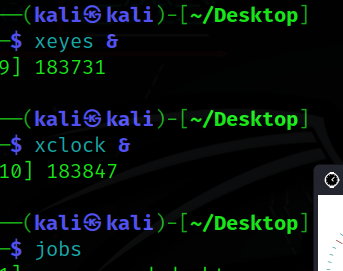 ──(kali㉿kali)-[~/Desktop]
─$ xeyes &
9] 183731
──(kali㉿kali)-[~/Desktop]
─$ xclock &
10] 183847
──(kali㉿kali)-[~/Desktop]
─$ jobs